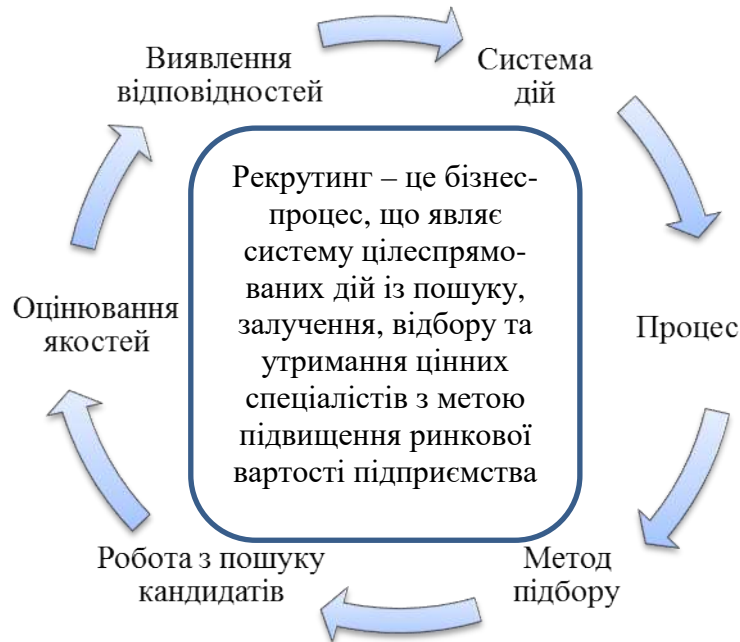 Виявлення
відповідностей
Система
дій
Рекрутинг – це бізнес-
процес, що являє
систему цілеспрямо-
ваних дій із пошуку,
залучення, відбору та
утримання цінних
спеціалістів з метою
підвищення ринкової
вартості підприємства
Оцінювання
якостей
Процес
Робота з пошуку
кандидатів
Метод
підбору